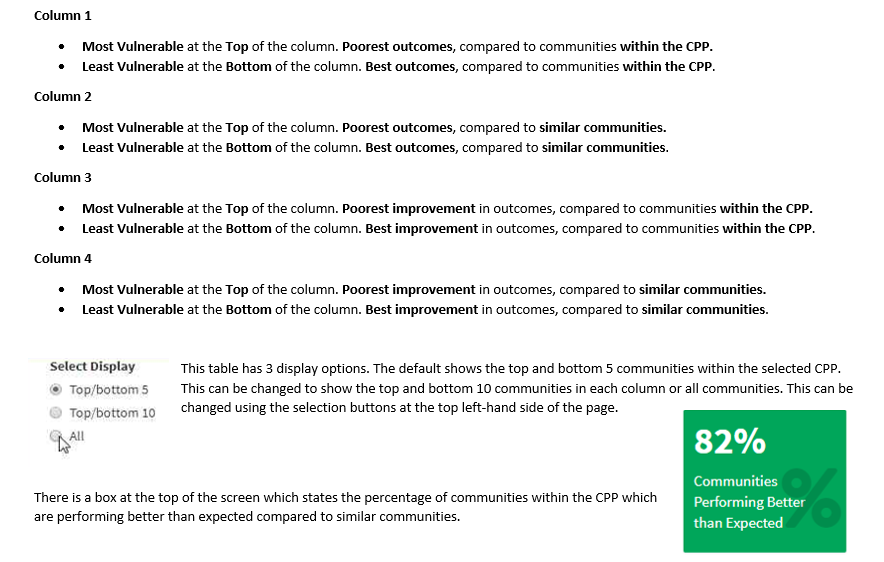 Column 1
• Most Vulnerable at the Top of the column. Poorest outcomes, compared to communities within the CPP.
• Least Vulnerable at the Bottom of the column. Best outcomes, compared to communities within the CPP.
Column 2
• Most Vulnerable at the Top of the column. Poorest outcomes, compared to similar communities.
• Least Vulnerable at the Bottom of the column. Best outcomes, compared to similar communities.
Column 3
• Most Vulnerable at the Top of the column. Poorest improvement in outcomes, compared to communities within the CPP.
• Least Vulnerable at the Bottom of the column. Best improvement in outcomes, compared to communities within the CPP.
Column 4
• Most Vulnerable at the Top of the column. Poorest improvement in outcomes, compared to similar communities.
• Least Vulnerable at the Bottom of the column. Best improvement in outcomes, compared to similar communities.
Select Display
Top/bottom 5
Top/bottom 10
All
This table has 3 display options. The default shows the top and bottom 5 communities within the selected CPP.
This can be changed to show the top and bottom 10 communities in each column or all communities. This can be
changed using the selection buttons at the top left-hand side of the page.
82%
Communities
Performing Better
than Expected
%
There is a box at the top of the screen which states the percentage of communities within the CPP which
are performing better than expected compared to similar communities.